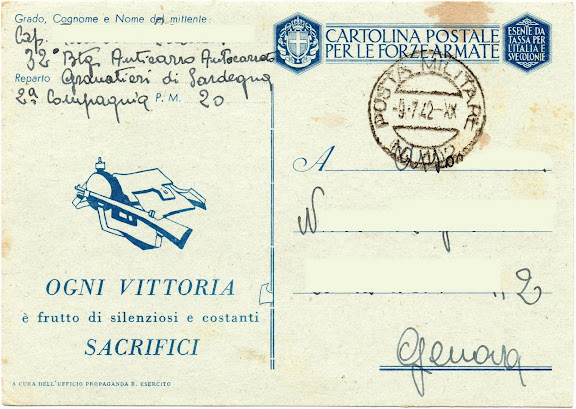 Grado, Cognome e Nome del mittente:
Cap.
32° Btg. Anticarro Autocarrato
Reparto Granatieri di Sardegna
2ª Compagnia P. M. 20
CARTOLINA POSTALE
PER LE FORZE ARMATE
ESENTE DA
TASSA PER
L'ITALIA E
SVE COLONIE
POSTA MILITARE
-9·7·42-XX
A
2
Genova
OGNI VITTORIA
è frutto di silenziosi e costanti
SACRIFICI
A CURA DELL'UFFICIO PROPAGANDA R. ESERCITO